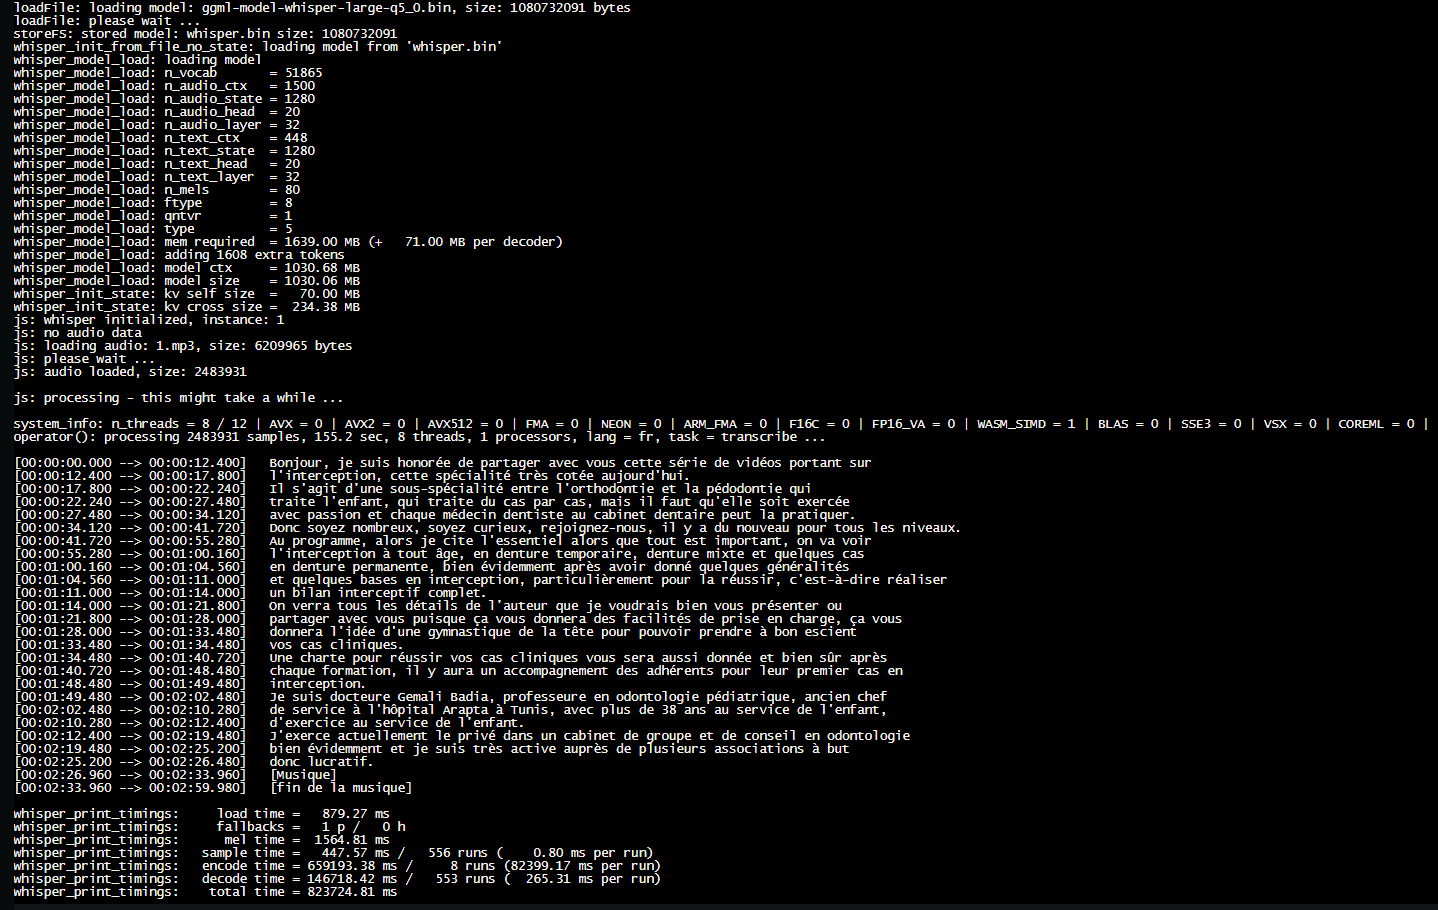 loadFile: loading model: ggml-model-whisper-large-q5_0.bin, size: 1080732091 bytes
loadFile: please wait ...
storeFS: stored model: whisper.bin size: 1080732091
whisper_init_from_file_no_state: loading model from 'whisper.bin'
whisper_model_load: loading model
whisper_model_load: n_vocab       = 51865
whisper_model_load: n_audio_ctx   = 1500
whisper_model_load: n_audio_state = 1280
whisper_model_load: n_audio_head  = 20
whisper_model_load: n_audio_layer = 32
whisper_model_load: n_text_ctx    = 448
whisper_model_load: n_text_state  = 1280
whisper_model_load: n_text_head   = 20
whisper_model_load: n_text_layer  = 32
whisper_model_load: n_mels        = 80
whisper_model_load: ftype         = 8
whisper_model_load: qntvr         = 1
whisper_model_load: type          = 5
whisper_model_load: mem required  = 1639.00 MB (+   71.00 MB per decoder)
whisper_model_load: adding 1608 extra tokens
whisper_model_load: model ctx     = 1030.68 MB
whisper_model_load: model size    = 1030.06 MB
whisper_init_state: kv self size  =   70.00 MB
whisper_init_state: kv cross size =  234.38 MB
js: whisper initialized, instance: 1
js: no audio data
js: loading audio: 1.mp3, size: 6209965 bytes
js: please wait ...
js: audio loaded, size: 2483931
js: processing - this might take a while ...
system_info: n_threads = 8 / 12 | AVX = 0 | AVX2 = 0 | AVX512 = 0 | FMA = 0 | NEON = 0 | ARM_FMA = 0 | F16C = 0 | FP16_VA = 0 | WASM_SIMD = 1 | BLAS = 0 | SSE3 = 0 | VSX = 0 | COREML = 0 |
operator(): processing 2483931 samples, 155.2 sec, 8 threads, 1 processors, lang = fr, task = transcribe ...
[00:00:00.000 --> 00:00:12.400]   Bonjour, je suis honorée de partager avec vous cette série de vidéos portant sur
[00:00:12.400 --> 00:00:17.800]   l'interception, cette spécialité très cotée aujourd'hui.
[00:00:17.800 --> 00:00:22.240]   Il s'agit d'une sous-spécialité entre l'orthodontie et la pédodontie qui
[00:00:22.240 --> 00:00:27.480]   traite l'enfant, qui traite du cas par cas, mais il faut qu'elle soit exercée
[00:00:27.480 --> 00:00:34.120]   avec passion et chaque médecin dentiste au cabinet dentaire peut la pratiquer.
[00:00:34.120 --> 00:00:41.720]   Donc soyez nombreux, soyez curieux, rejoignez-nous, il y a du nouveau pour tous les niveaux.
[00:00:41.720 --> 00:00:55.280]   Au programme, alors je cite l'essentiel alors que tout est important, on va voir
[00:00:55.280 --> 00:01:00.160]   l'interception à tout âge, en denture temporaire, denture mixte et quelques cas
[00:01:00.160 --> 00:01:04.560]   en denture permanente, bien évidemment après avoir donné quelques généralités
[00:01:04.560 --> 00:01:11.000]   et quelques bases en interception, particulièrement pour la réussir, c'est-à-dire réaliser
[00:01:11.000 --> 00:01:14.000]   un bilan interceptif complet.
[00:01:14.000 --> 00:01:21.800]   On verra tous les détails de l'auteur que je voudrais bien vous présenter ou
[00:01:21.800 --> 00:01:28.000]   partager avec vous puisque ça vous donnera des facilités de prise en charge, ça vous
[00:01:28.000 --> 00:01:33.480]   donnera l'idée d'une gymnastique de la tête pour pouvoir prendre à bon escient
[00:01:33.480 --> 00:01:34.480]   vos cas cliniques.
[00:01:34.480 --> 00:01:40.720]   Une charte pour réussir vos cas cliniques vous sera aussi donnée et bien sûr après
[00:01:40.720 --> 00:01:48.480]   chaque formation, il y aura un accompagnement des adhérents pour leur premier cas en
[00:01:48.480 --> 00:01:49.480]   interception.
[00:01:49.480 --> 00:02:02.480]   Je suis docteure Gemali Badia, professeure en odontologie pédiatrique, ancien chef
[00:02:02.480 --> 00:02:10.280]   de service à l'hôpital Arapta à Tunis, avec plus de 38 ans au service de l'enfant,
[00:02:10.280 --> 00:02:12.400]   d'exercice au service de l'enfant.
[00:02:12.400 --> 00:02:19.480]   J'exerce actuellement le privé dans un cabinet de groupe et de conseil en odontologie
[00:02:19.480 --> 00:02:25.200]   bien évidemment et je suis très active auprès de plusieurs associations à but
[00:02:25.200 --> 00:02:26.480]   donc lucratif.
[00:02:26.960 --> 00:02:33.960]   [Musique]
[00:02:33.960 --> 00:02:59.980]   [fin de la musique]
whisper_print_timings:     load time =   879.27 ms
whisper_print_timings:     fallbacks =   1 p /   0 h
whisper_print_timings:      mel time =  1564.81 ms
whisper_print_timings:   sample time =   447.57 ms /   556 runs (    0.80 ms per run)
whisper_print_timings:   encode time = 659193.38 ms /     8 runs (82399.17 ms per run)
whisper_print_timings:   decode time = 146718.42 ms /   553 runs (  265.31 ms per run)
whisper_print_timings:    total time = 823724.81 ms